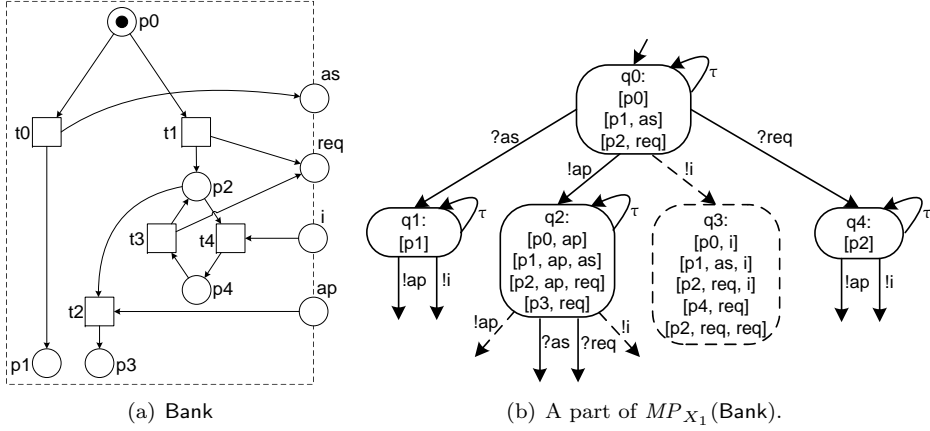 p0
as
t0
t1
req
p2
t3
t4
i
p4
ap
t2
p1
p3
(a) Bank
q0:
[p0]
[p1, as]
[p2, req]
τ
?as
!ap
!i
?req
q1:
[p1]
τ
!ap
!i
q2:
[p0, ap]
[p1, ap, as]
[p2, ap, req]
[p3, req]
τ
!ap
?as
?req
!i
q3:
[p0, i]
[p1, as, i]
[p2, req, i]
[p4, req]
[p2, req, req]
q4:
[p2]
τ
!ap
!i
(b) A part of MP_{X_1}(Bank).